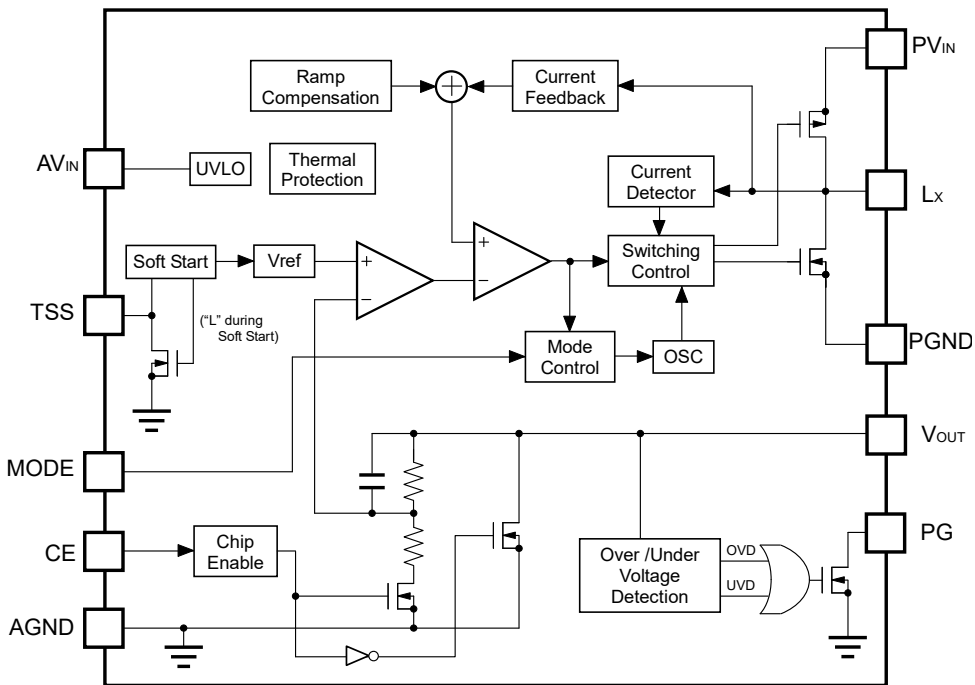 PVIN
Ramp
Compensation
+
Current
Feedback
AVIN
UVLO
Thermal
Protection
Current
Detector
LX
Soft Start
Vref
+
−
+
−
Switching
Control
TSS
("L" during
Soft Start)
Mode
Control
OSC
PGND
VOUT
MODE
CE
Chip
Enable
Over /Under
Voltage
Detection
OVD
UVD
PG
AGND